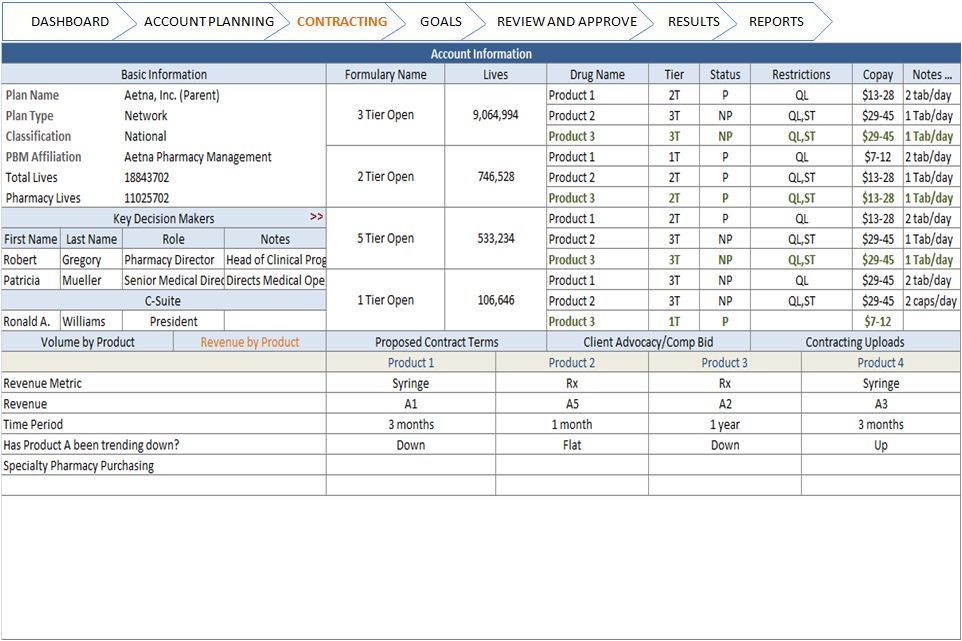 DASHBOARD ACCOUNT PLANNING CONTRACTING GOALS REVIEW AND APPROVE RESULTS REPORTS
Account Information
Basic Information Formulary Name Lives Drug Name Tier Status Restrictions Copay Notes ...
Plan Name Aetna, Inc. (Parent) Product 1 2T P QL $13-28 2 tab/day
Plan Type Network 3 Tier Open 9,064,994 Product 2 3T NP QL,ST $29-45 1 Tab/day
Classification National Product 3 3T NP QL,ST $29-45 1 Tab/day
PBM Affiliation Aetna Pharmacy Management Product 1 1T P QL $7-12 2 tab/day
Total Lives 18843702 2 Tier Open 746,528 Product 2 2T P QL,ST $13-28 1 Tab/day
Pharmacy Lives 11025702 Product 3 2T P QL,ST $13-28 1 Tab/day
Key Decision Makers >> Product 1 2T P QL $13-28 2 tab/day
First Name Last Name Role Notes 5 Tier Open 533,234 Product 2 3T NP QL,ST $29-45 1 Tab/day
Robert Gregory Pharmacy Director Head of Clinical Prog Product 3 3T NP QL,ST $29-45 1 Tab/day
Patricia Mueller Senior Medical Direc Directs Medical Ope Product 1 3T NP QL $29-45 2 tab/day
C-Suite 1 Tier Open 106,646 Product 2 3T NP QL,ST $29-45 2 caps/day
Ronald A. Williams President Product 3 1T P $7-12
Volume by Product Revenue by Product Proposed Contract Terms Client Advocacy/Comp Bid Contracting Uploads
Product 1 Product 2 Product 3 Product 4
Revenue Metric Syringe Rx Rx Syringe
Revenue A1 A5 A2 A3
Time Period 3 months 1 month 1 year 3 months
Has Product A been trending down? Down Flat Down Up
Specialty Pharmacy Purchasing